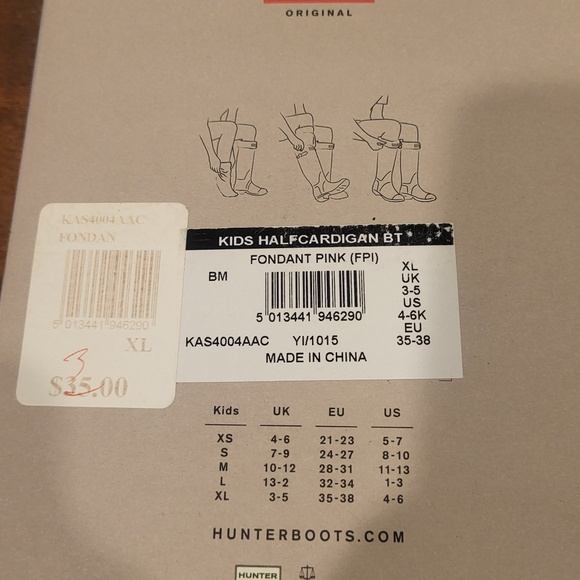 ORIGINAL
KAS4004AAC
FONDAN
5 013441 946290
XL
3
$35.00
KIDS HALFCARDIGAN BT
FONDANT PINK (FPI)
BM
5 013441 946290
KAS4004AAC YI/1015
MADE IN CHINA
XL
UK
3-5
US
4-6K
EU
35-38
Kids UK EU US
XS 4-6 21-23 5-7
S 7-9 24-27 8-10
M 10-12 28-31 11-13
L 13-2 32-34 1-3
XL 3-5 35-38 4-6
HUNTERBOOTS.COM
HUNTER